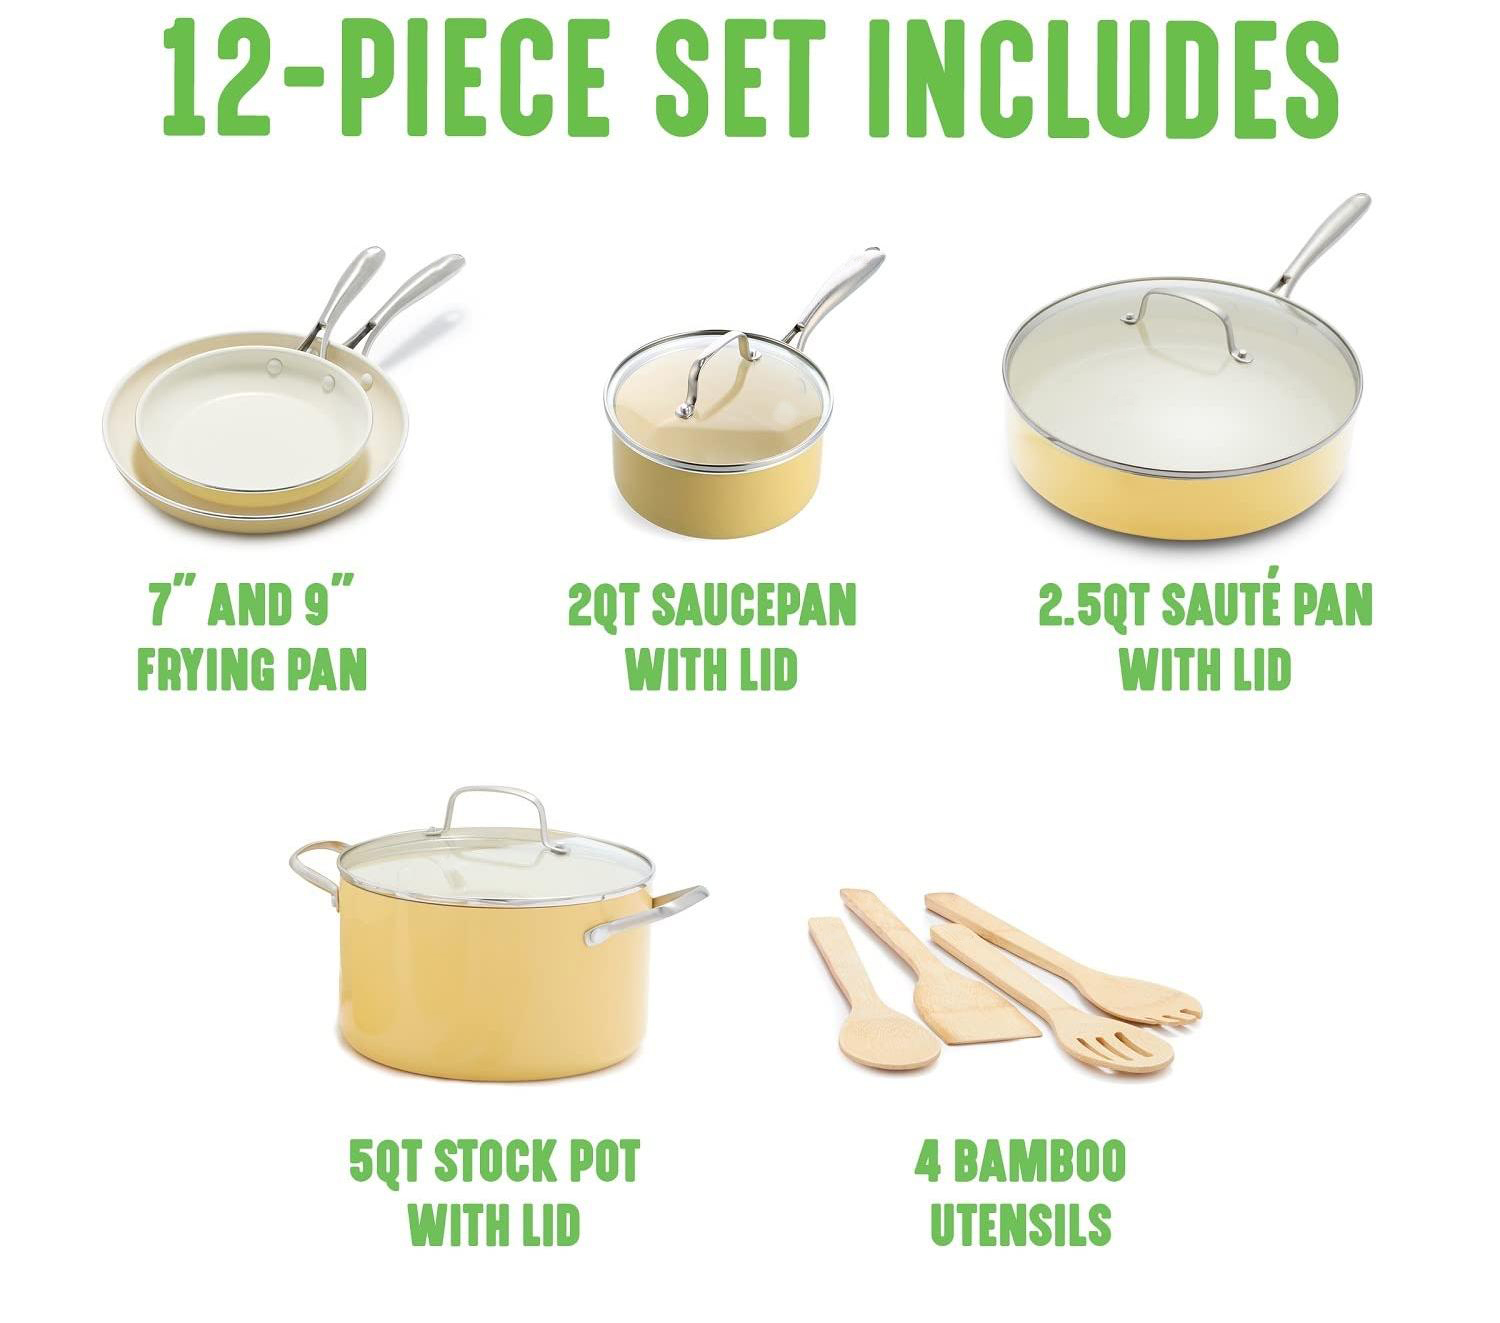 12-PIECE SET INCLUDES
7" AND 9"
FRYING PAN
2QT SAUCEPAN
WITH LID
2.5QT SAUTÉ PAN
WITH LID
5QT STOCK POT
WITH LID
4 BAMBOO
UTENSILS